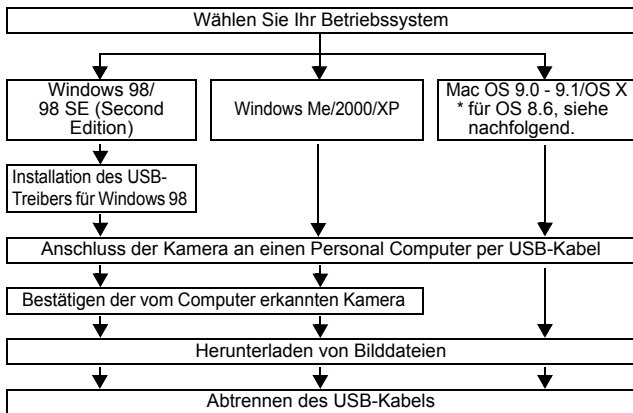 Wählen Sie Ihr Betriebssystem
Windows 98/
98 SE (Second
Edition)
Windows Me/2000/XP
Mac OS 9.0 - 9.1/OS X
* für OS 8.6, siehe
nachfolgend.
Installation des USB-
Treibers für Windows 98
Anschluss der Kamera an einen Personal Computer per USB-Kabel
Bestätigen der vom Computer erkannten Kamera
Herunterladen von Bilddateien
Abtrennen des USB-Kabels